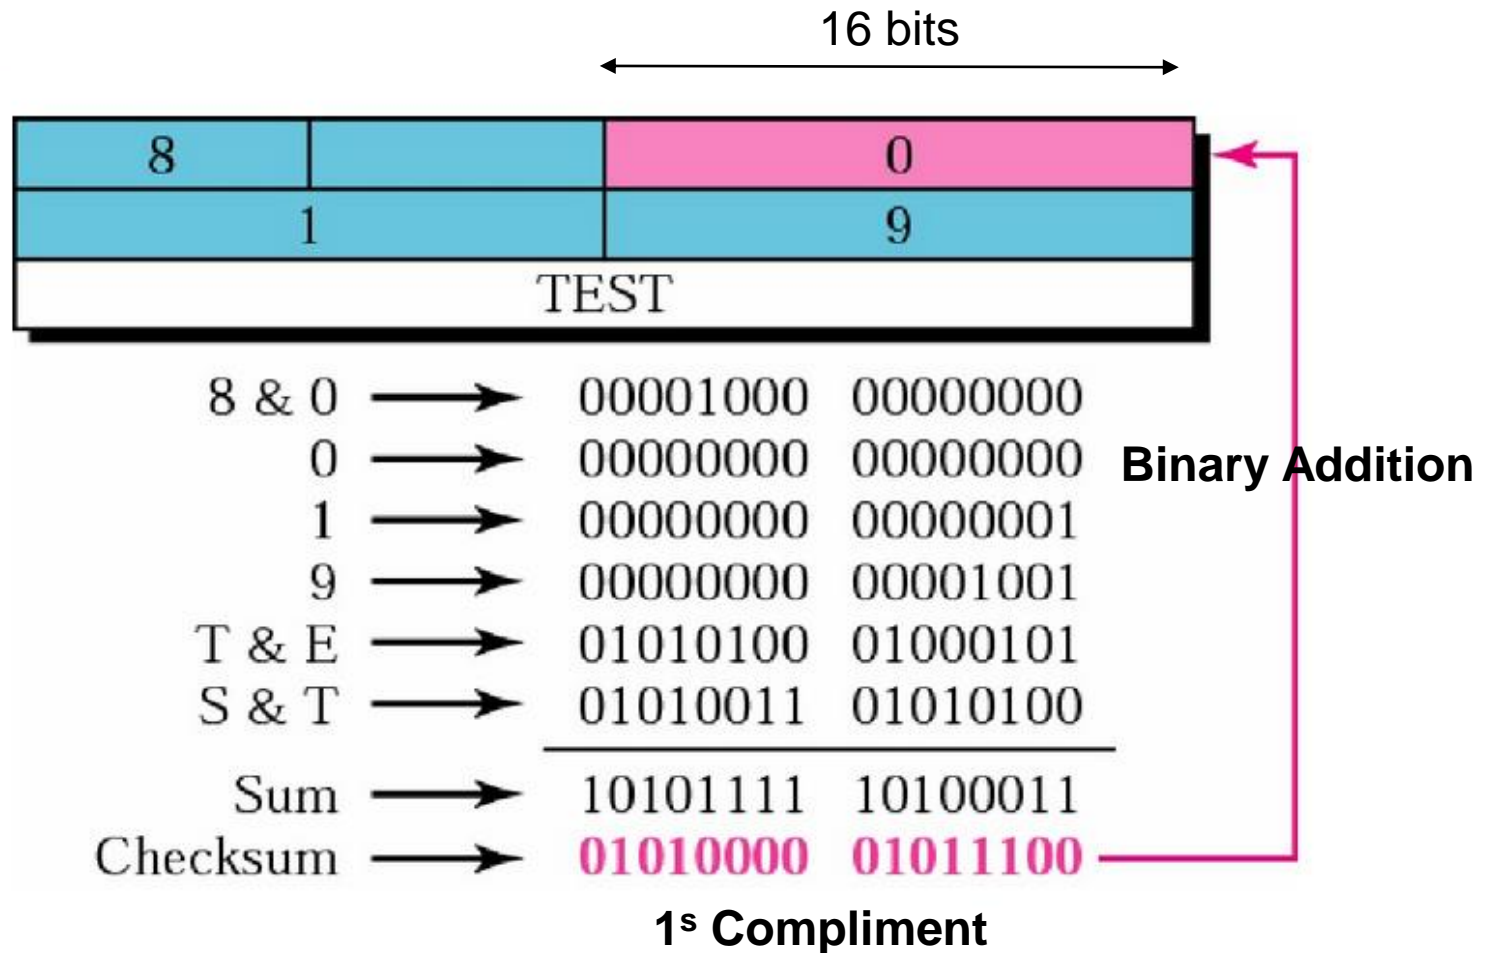 16 bits
8 0
1 9
TEST
8 & 0 00001000 00000000
0 00000000 00000000
Binary Addition
1 00000000 00000001
9 00000000 00001001
T & E 01010100 01000101
S & T 01010011 01010100
Sum 10101111 10100011
Checksum 01010000 01011100
1s Compliment